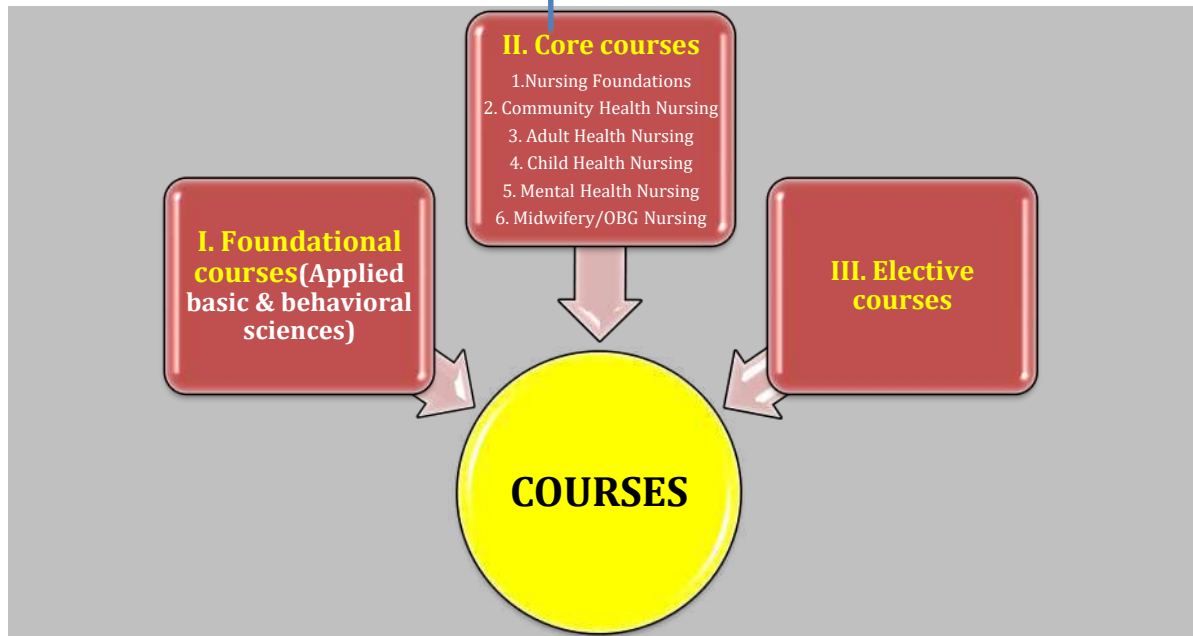 II. Core courses
1.Nursing Foundations
2. Community Health Nursing
3. Adult Health Nursing
4. Child Health Nursing
5. Mental Health Nursing
6. Midwifery/OBG Nursing
I. Foundational
courses(Applied
basic & behavioral
sciences)
III. Elective
courses
COURSES